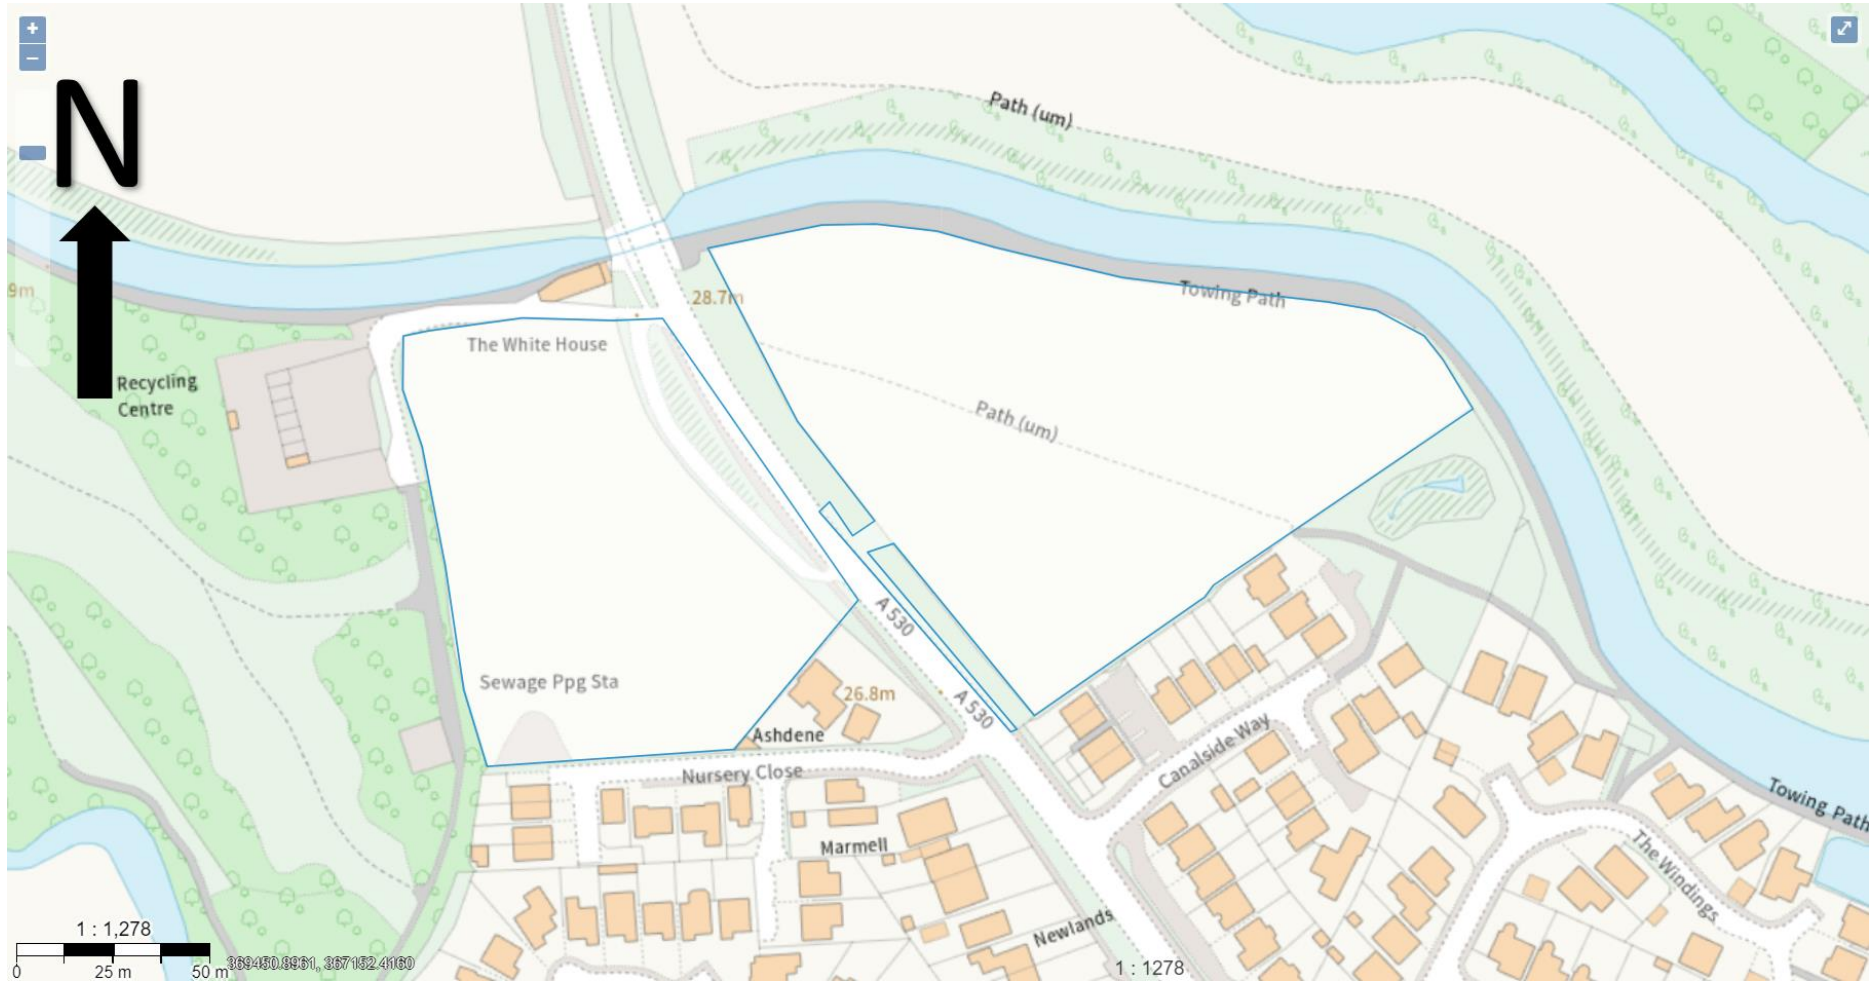 +
−
N
Path (um)
9m
28.7m
Towing Path
The White House
Recycling
Centre
Path (um)
A 530
Sewage Ppg Sta
26.8m
A 530
Ashdene
Nursery Close
Canalside Way
Towing Path
Marmell
The Windings
Newlands
1 : 1,278
0 25 m 50 m
1 : 1278